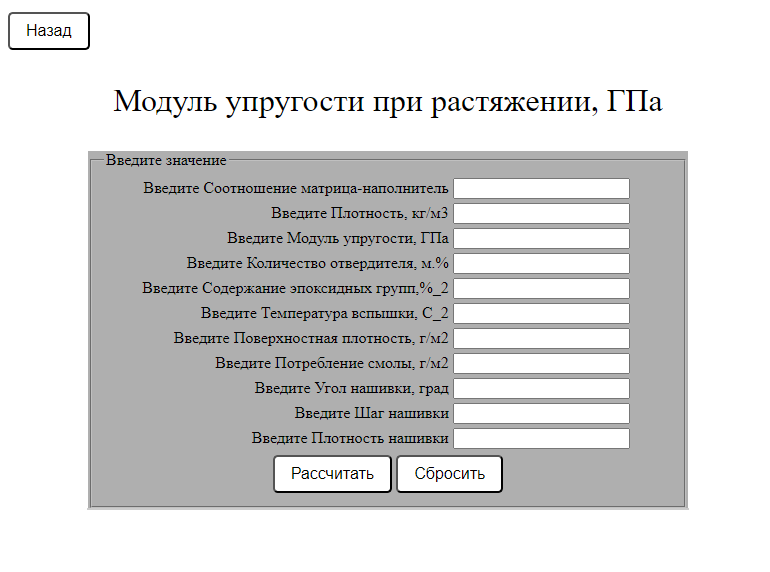 Назад
Модуль упругости при растяжении, ГПа
Введите значение
Введите Соотношение матрица-наполнитель
Введите Плотность, кг/м3
Введите Модуль упругости, ГПа
Введите Количество отвердителя, м.%
Введите Содержание эпоксидных групп,%_2
Введите Температура вспышки, С_2
Введите Поверхностная плотность, г/м2
Введите Потребление смолы, г/м2
Введите Угол нашивки, град
Введите Шаг нашивки
Введите Плотность нашивки
Рассчитать Сбросить